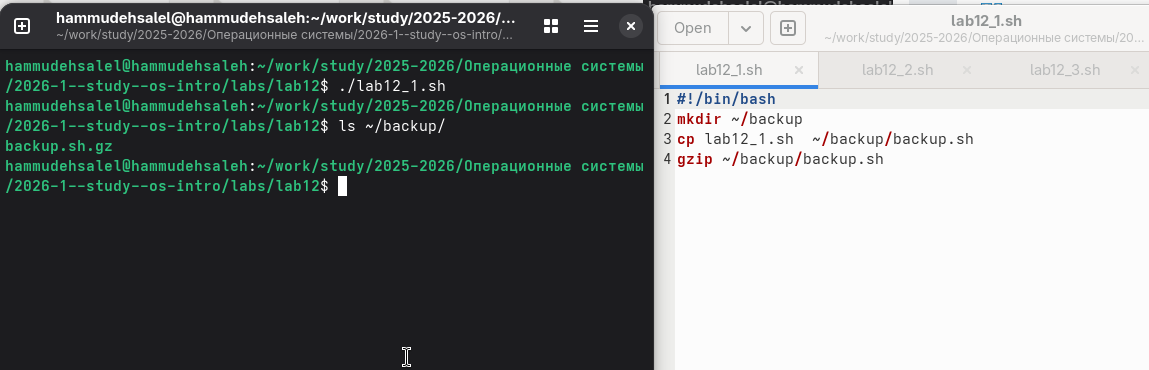 hammudehsalel@hammudehsaleh:~/work/study/2025-2026/...
~/work/study/2025-2026/Операционные системы/2026-1--study--os-intro/...
hammudehsalel@hammudehsaleh:~/work/study/2025-2026/Операционные системы
/2026-1--study--os-intro/labs/lab12$ ./lab12_1.sh
hammudehsalel@hammudehsaleh:~/work/study/2025-2026/Операционные системы
/2026-1--study--os-intro/labs/lab12$ ls ~/backup/
backup.sh.gz
hammudehsalel@hammudehsaleh:~/work/study/2025-2026/Операционные системы
/2026-1--study--os-intro/labs/lab12$
Open
lab12_1.sh
~/work/study/2025-2026/Операционные системы/20...
lab12_1.sh
lab12_2.sh
lab12_3.sh
1 #!/bin/bash
2 mkdir ~/backup
3 cp lab12_1.sh  ~/backup/backup.sh
4 gzip ~/backup/backup.sh